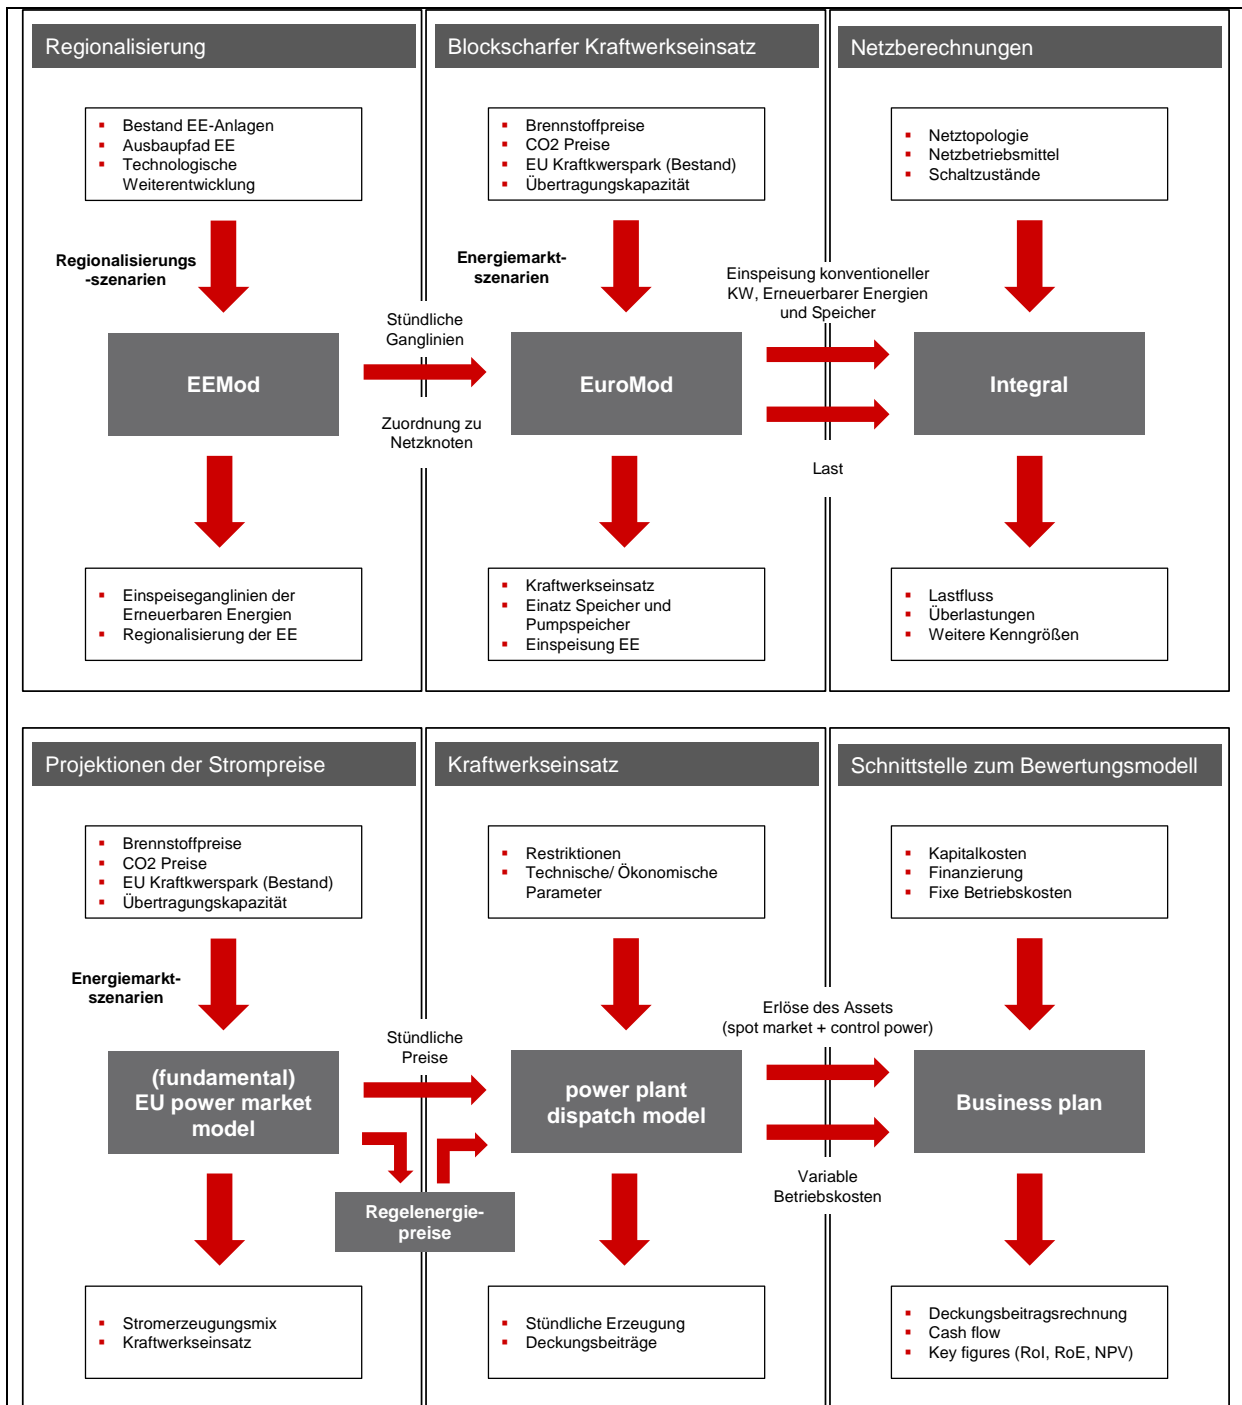 Regionalisierung
Bestand EE-Anlagen
Ausbaupfad EE
Technologische
Weiterentwicklung
Regionalisierungs
-szenarien
EEMod
Stündliche
Ganglinien
Zuordnung zu
Netzknoten
Einspeiseganglinien der
Erneuerbaren Energien
Regionalisierung der EE
Blockscharfer Kraftwerkseinsatz
Brennstoffpreise
CO2 Preise
EU Kraftkwerspark (Bestand)
Übertragungskapazität
Energiemarkt-
szenarien
EuroMod
Einspeisung konventioneller
KW, Erneuerbarer Energien
und Speicher
Last
Kraftwerkseinsatz
Einatz Speicher und
Pumpspeicher
Einspeisung EE
Netzberechnungen
Netztopologie
Netzbetriebsmittel
Schaltzustände
Integral
Lastfluss
Überlastungen
Weitere Kenngrößen
Projektionen der Strompreise
Brennstoffpreise
CO2 Preise
EU Kraftkwerspark (Bestand)
Übertragungskapazität
Energiemarkt-
szenarien
(fundamental)
EU power market
model
Stündliche
Preise
Regelenergie-
preise
Stromerzeugungsmix
Kraftwerkseinsatz
Kraftwerkseinsatz
Restriktionen
Technische/ Ökonomische
Parameter
power plant
dispatch model
Erlöse des Assets
(spot market + control power)
Variable
Betriebskosten
Stündliche Erzeugung
Deckungsbeiträge
Schnittstelle zum Bewertungsmodell
Kapitalkosten
Finanzierung
Fixe Betriebskosten
Business plan
Deckungsbeitragsrechnung
Cash flow
Key figures (RoI, RoE, NPV)